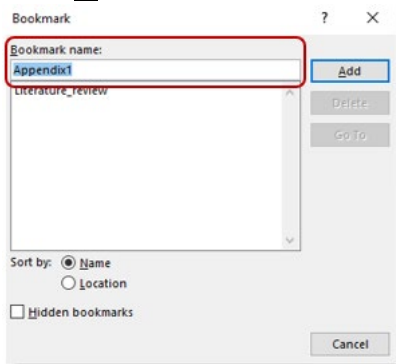 Bookmark ? ×
Bookmark name:
Appendix1
Add
Literature_review
Delete
Go To
Sort by: Name
Location
Hidden bookmarks
Cancel